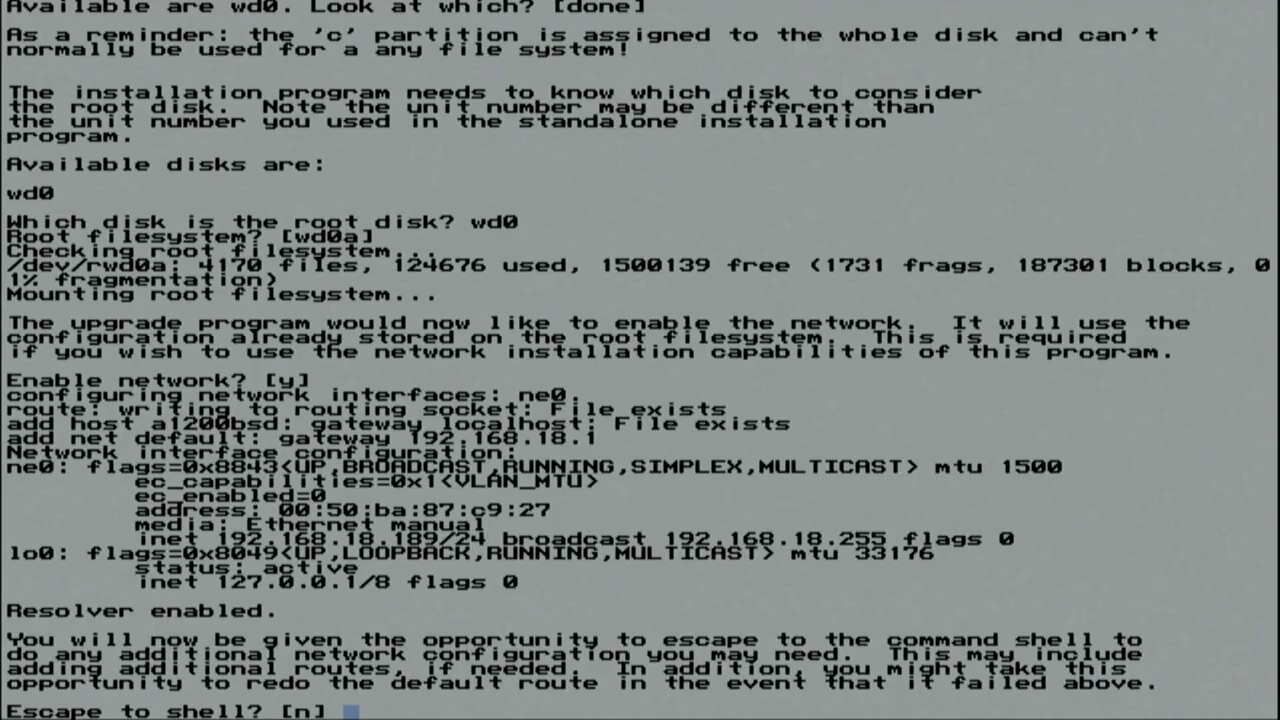 Available are wd0. Look at which? [done]
As a reminder: the 'c' partition is assigned to the whole disk and can't
normally be used for a any file system!
The installation program needs to know which disk to consider
the root disk.  Note the unit number may be different than
the unit number you used in the standalone installation
program.
Available disks are:
wd0
Which disk is the root disk? wd0
Root filesystem? [wd0a]
Checking root filesystem...
/dev/rwd0a: 4170 files, 124676 used, 1500139 free (1731 frags, 187301 blocks, 0
1% fragmentation)
Mounting root filesystem...
The upgrade program would now like to enable the network.  It will use the
configuration already stored on the root filesystem.  This is required
if you wish to use the network installation capabilities of this program.
Enable network? [y]
configuring network interfaces: ne0.
route: writing to routing socket: File exists
add host a1200bsd: gateway localhost: File exists
add net default: gateway 192.168.18.1
Network interface configuration:
ne0: flags=0x8843<UP,BROADCAST,RUNNING,SIMPLEX,MULTICAST> mtu 1500
ec_capabilities=0x1<VLAN_MTU>
ec_enabled=0
address: 00:50:ba:87:c9:27
media: Ethernet manual
inet 192.168.18.189/24 broadcast 192.168.18.255 flags 0
lo0: flags=0x8049<UP,LOOPBACK,RUNNING,MULTICAST> mtu 33176
status: active
inet 127.0.0.1/8 flags 0
Resolver enabled.
You will now be given the opportunity to escape to the command shell to
do any additional network configuration you may need.  This may include
adding additional routes, if needed.  In addition, you might take this
opportunity to redo the default route in the event that it failed above.
Escape to shell? [n]